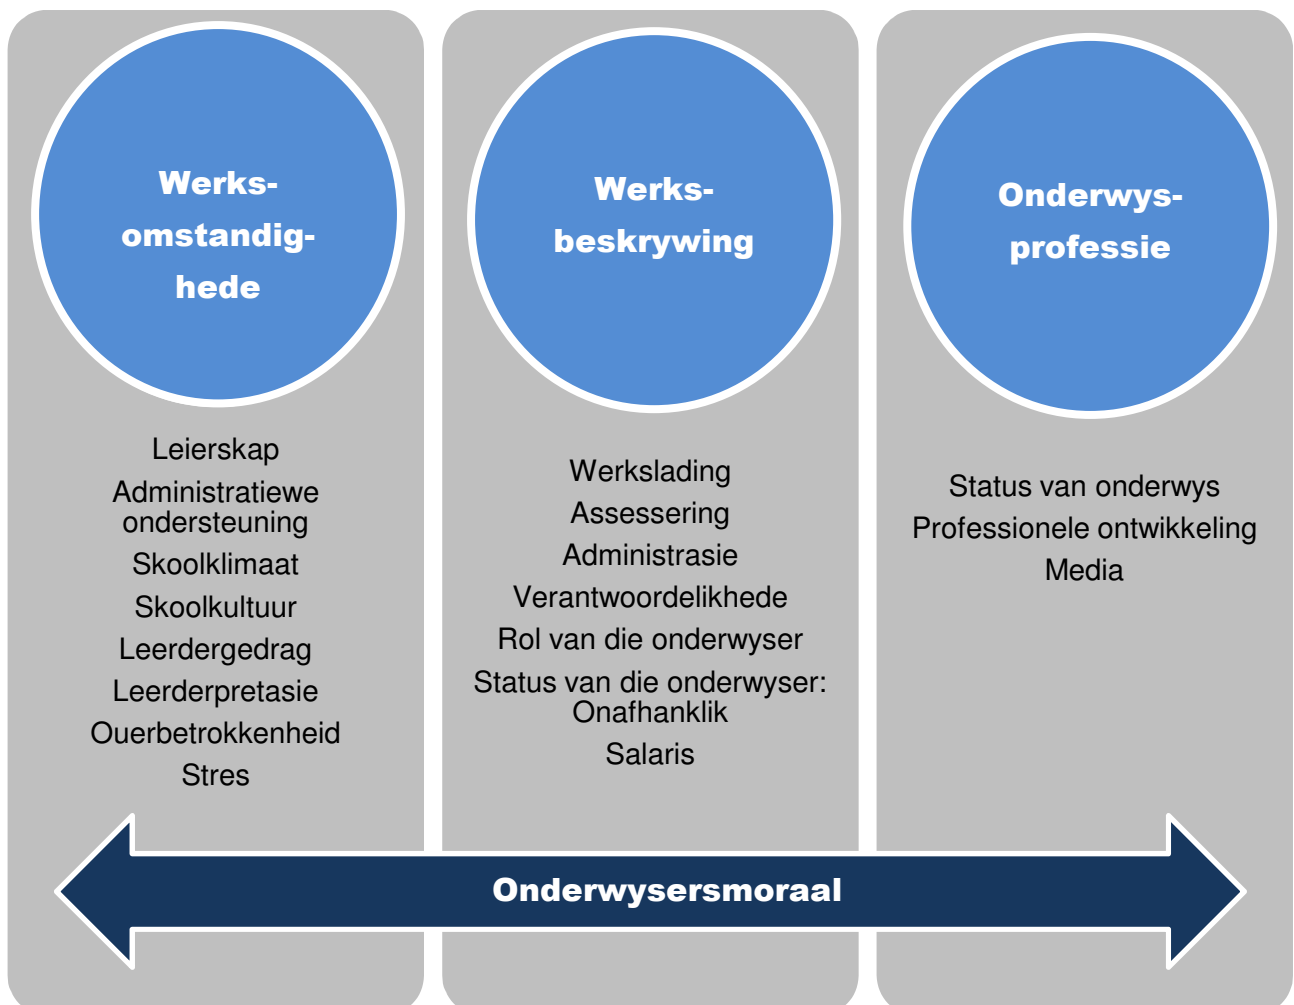 Werks-
omstandig-
hede
Leierskap
Administratiewe
ondersteuning
Skoolklimaat
Skoolkultuur
Leerdergedrag
Leerderpretasie
Ouerbetrokkenheid
Stres
Werks-
beskrywing
Werkslading
Assessering
Administrasie
Verantwoordelikhede
Rol van die onderwyser
Status van die onderwyser:
Onafhanklik
Salaris
Onderwys-
professie
Status van onderwys
Professionele ontwikkeling
Media
Onderwysersmoraal